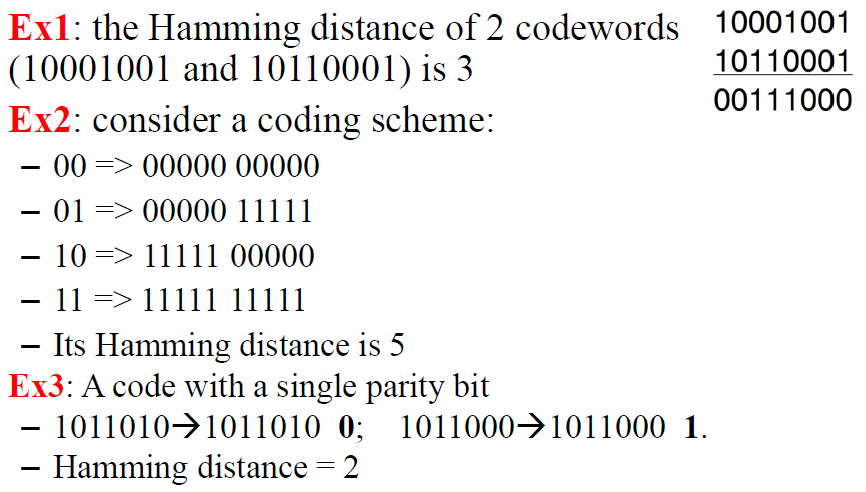 Ex1: the Hamming distance of 2 codewords
(10001001 and 10110001) is 3
10001001
10110001
00111000
Ex2: consider a coding scheme:
– 00 => 00000 00000
– 01 => 00000 11111
– 10 => 11111 00000
– 11 => 11111 11111
– Its Hamming distance is 5
Ex3: A code with a single parity bit
– 1011010→1011010 0; 1011000→1011000 1.
– Hamming distance = 2